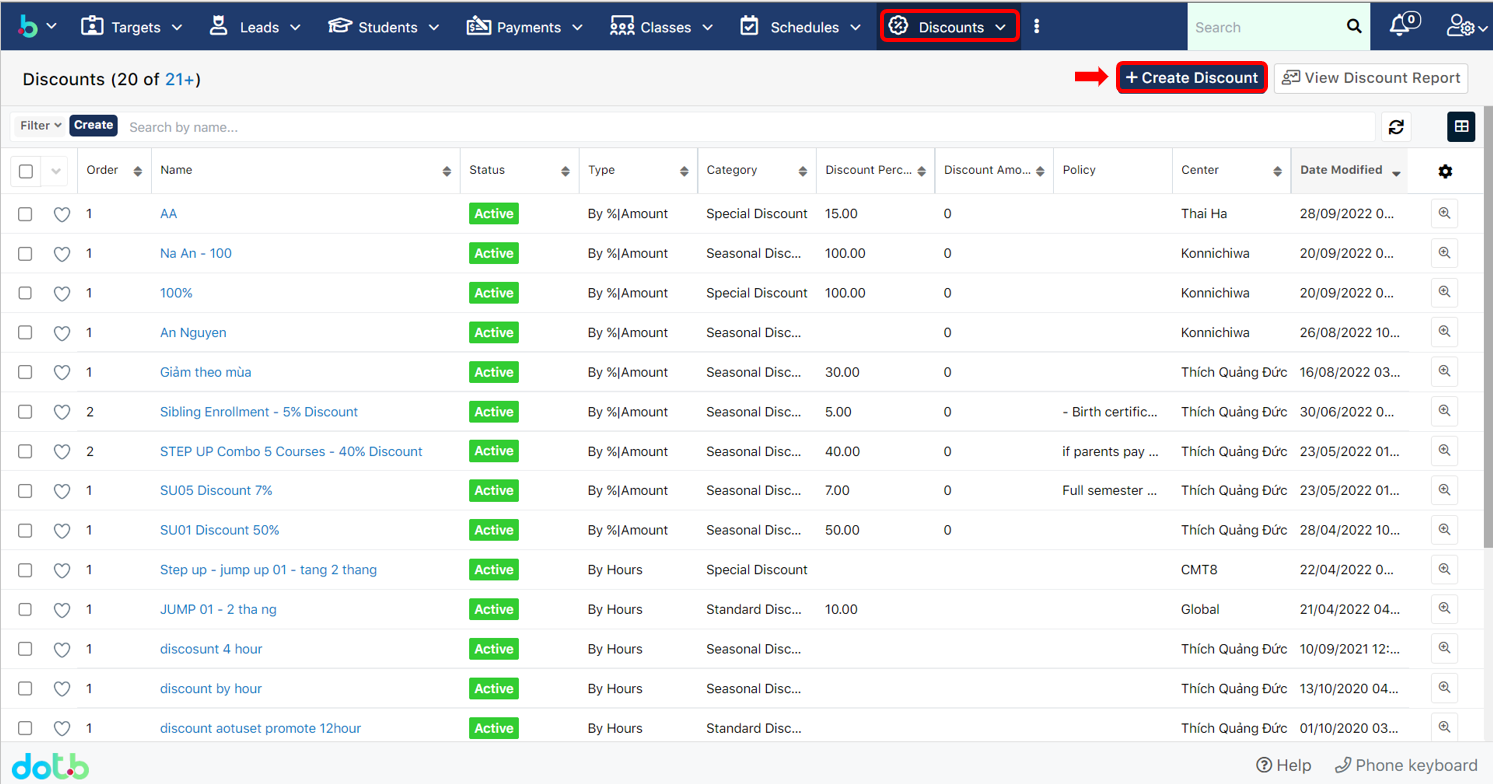 Targets Leads Students Payments Classes Schedules Discounts Search 0
Discounts (20 of 21+) + Create Discount View Discount Report
Filter Create Search by name...
Order Name Status Type Category Discount Perc... Discount Amo... Policy Center Date Modified
1 AA Active By %|Amount Special Discount 15.00 0 Thai Ha 28/09/2022 0...
1 Na An - 100 Active By %|Amount Seasonal Disc... 100.00 0 Konnichiwa 20/09/2022 0...
1 100% Active By %|Amount Special Discount 100.00 0 Konnichiwa 20/09/2022 0...
1 An Nguyen Active By %|Amount Seasonal Disc... Konnichiwa 26/08/2022 10...
1 Giảm theo mùa Active By %|Amount Seasonal Disc... 30.00 0 Thích Quảng Đức 16/08/2022 03...
2 Sibling Enrollment - 5% Discount Active By %|Amount Seasonal Disc... 5.00 0 - Birth certific... Thích Quảng Đức 30/06/2022 0...
2 STEP UP Combo 5 Courses - 40% Discount Active By %|Amount Seasonal Disc... 40.00 0 if parents pay ... Thích Quảng Đức 23/05/2022 01...
1 SU05 Discount 7% Active By %|Amount Seasonal Disc... 7.00 0 Full semester ... Thích Quảng Đức 23/05/2022 01...
1 SU01 Discount 50% Active By %|Amount Seasonal Disc... 50.00 0 Thích Quảng Đức 28/04/2022 10...
1 Step up - jump up 01 - tang 2 thang Active By Hours Special Discount CMT8 22/04/2022 0...
1 JUMP 01 - 2 tha ng Active By Hours Standard Disc... 10.00 Global 21/04/2022 04...
1 discosunt 4 hour Active By Hours Seasonal Disc... Thích Quảng Đức 10/09/2021 12:...
1 discount by hour Active By Hours Seasonal Disc... Thích Quảng Đức 13/10/2020 04...
1 discount aotuset promote 12hour Active By Hours Standard Disc... Thích Quảng Đức 01/10/2020 03...
dot.b Help Phone keyboard